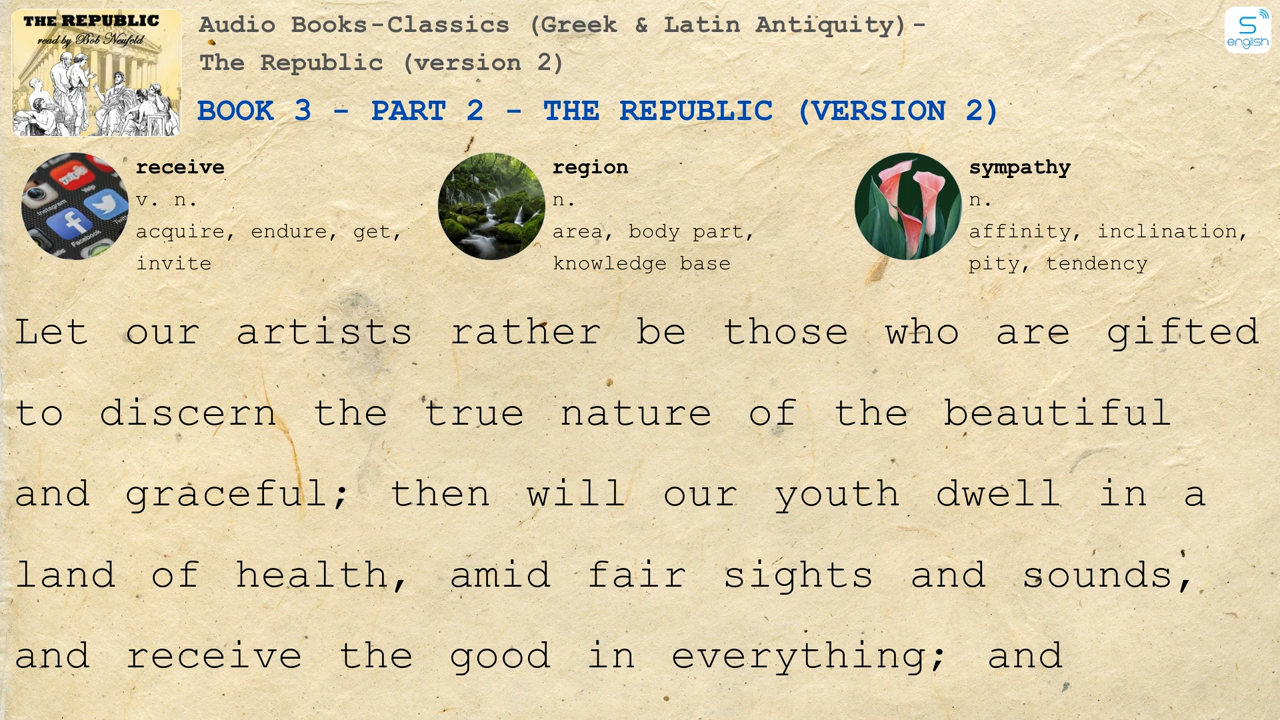 THE REPUBLIC
read by Bob Neufeld
Audio Books-Classics (Greek & Latin Antiquity)-
The Republic (version 2)
S
english
BOOK 3 - PART 2 - THE REPUBLIC (VERSION 2)
receive
v. n.
acquire, endure, get,
invite
Instagram
Yelp
Facebook
region
n.
area, body part,
knowledge base
sympathy
n.
affinity, inclination,
pity, tendency
Let our artists rather be those who are gifted
to discern the true nature of the beautiful
and graceful; then will our youth dwell in a
land of health, amid fair sights and sounds,
and receive the good in everything; and